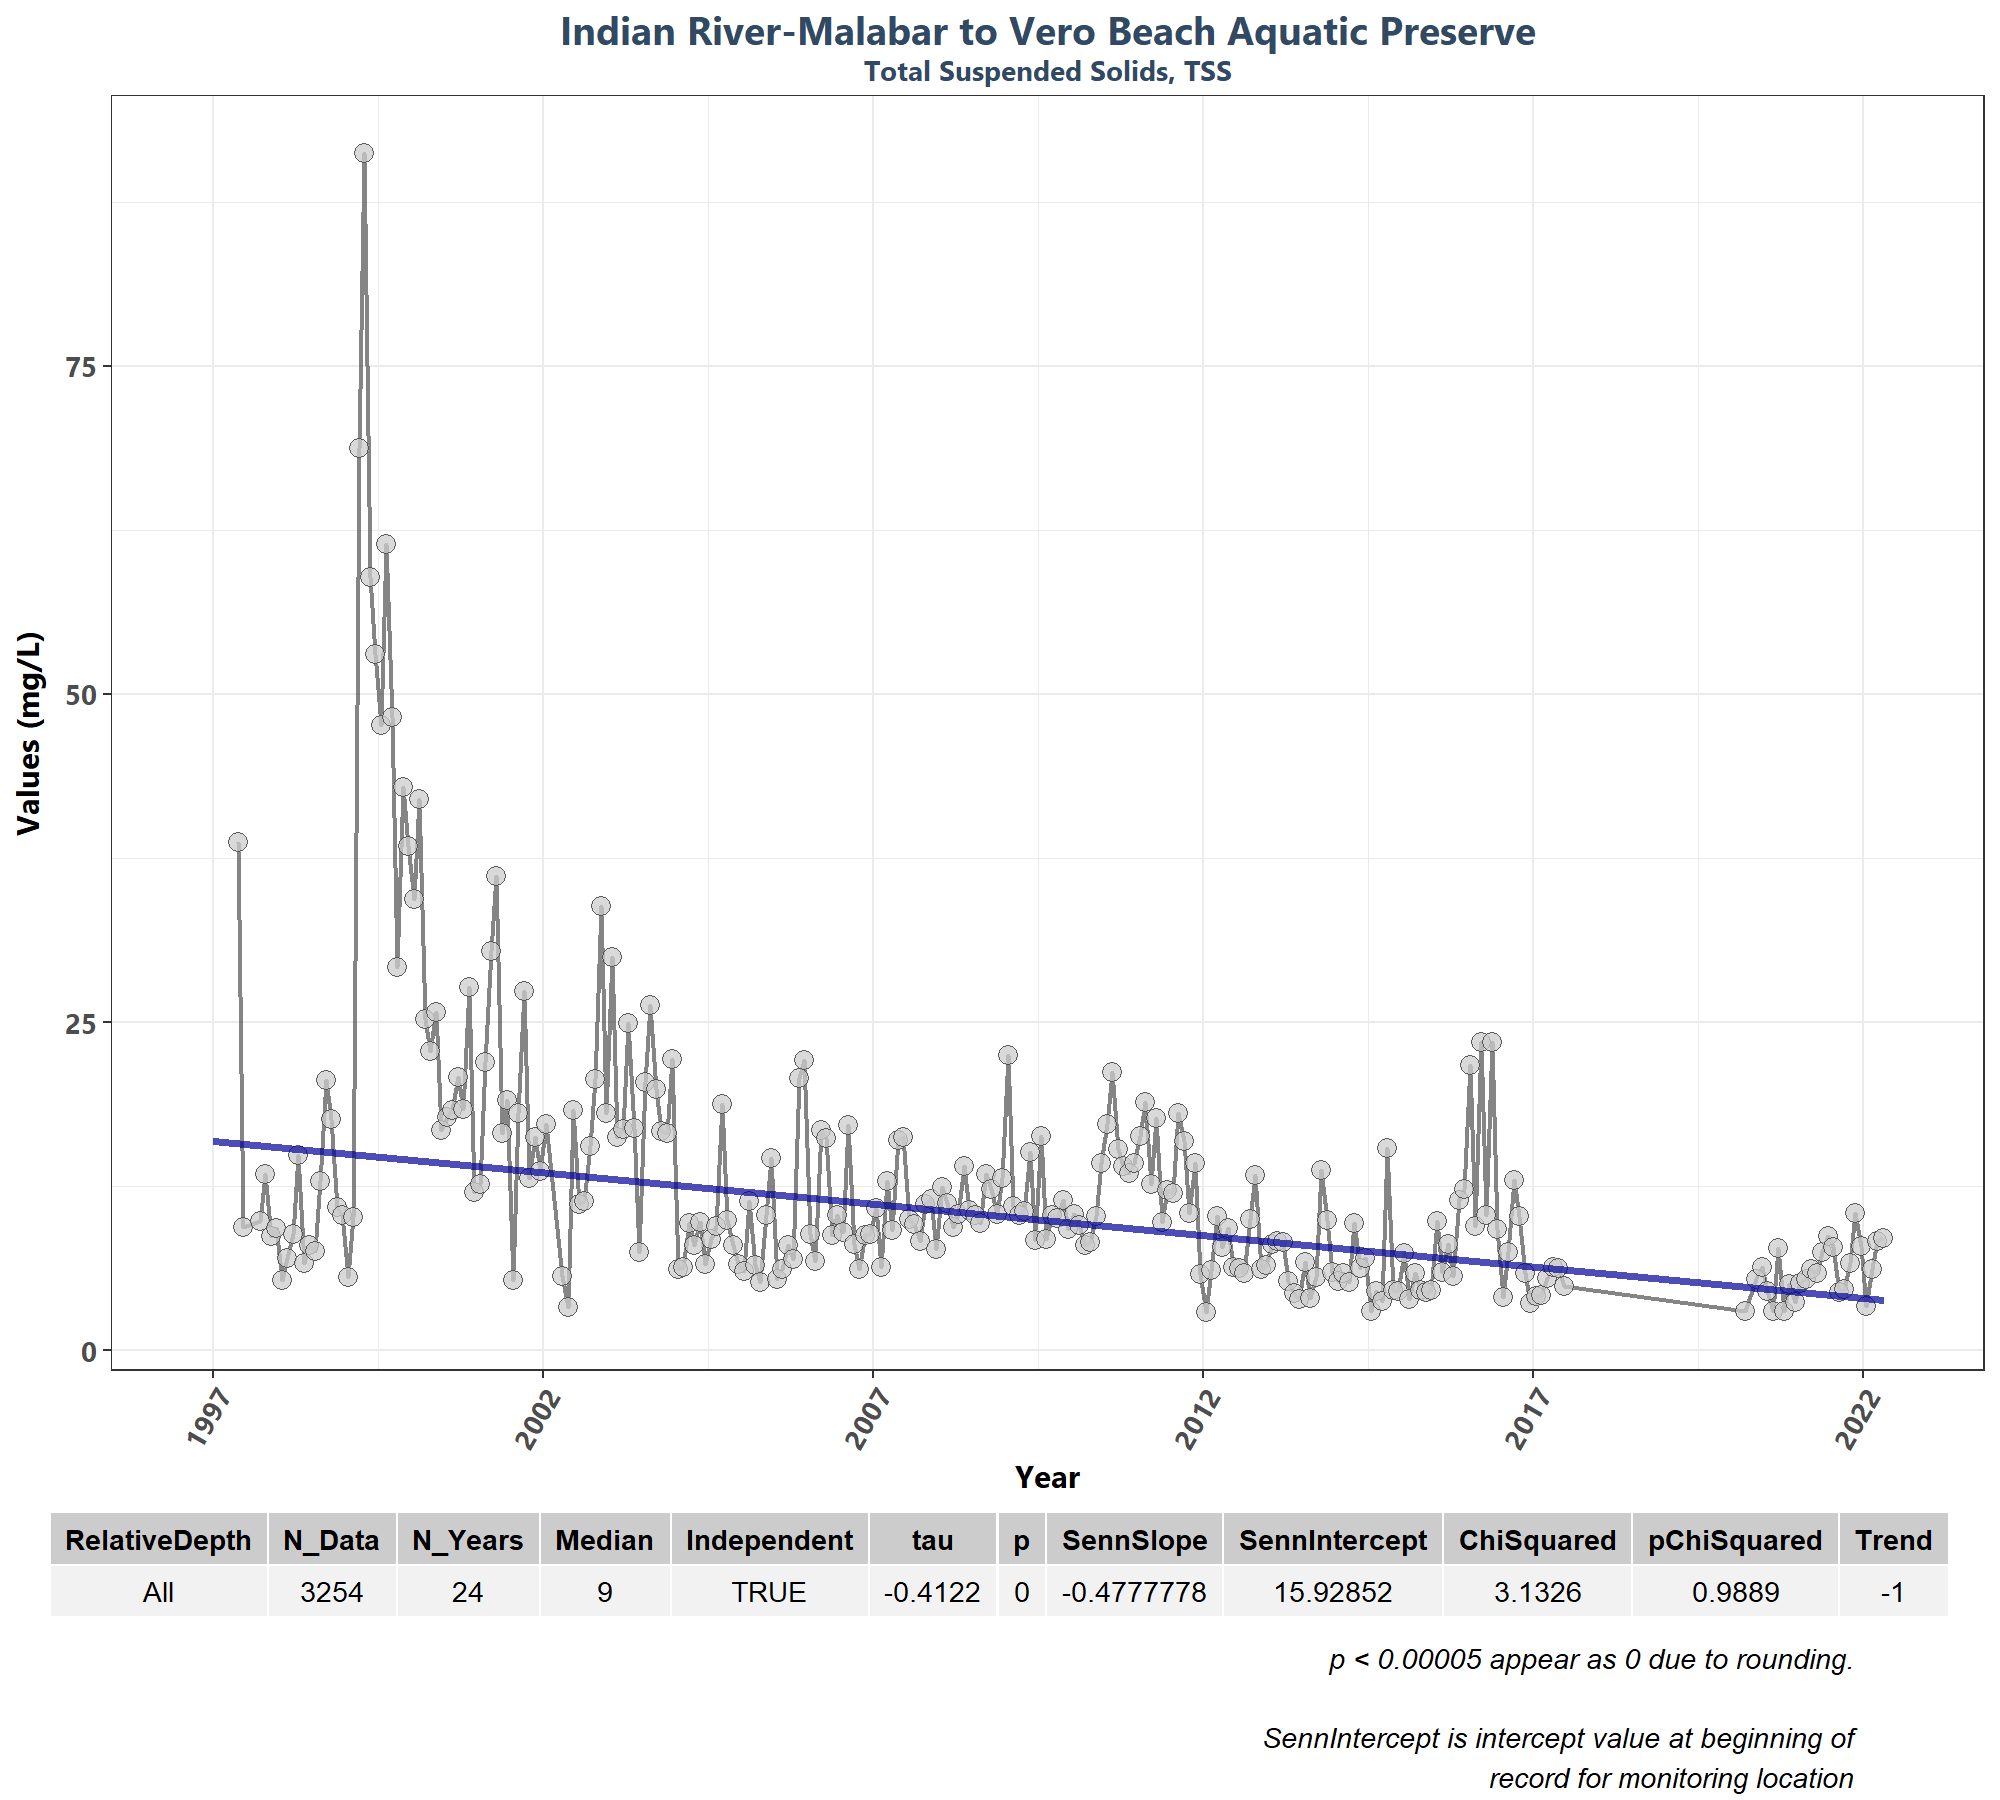 Indian River-Malabar to Vero Beach Aquatic Preserve
Total Suspended Solids, TSS
Values (mg/L)
75
50
25
0
1997 2002 2007 2012 2017 2022
Year
RelativeDepth N_Data N_Years Median Independent tau p SennSlope SennIntercept ChiSquared pChiSquared Trend
All 3254 24 9 TRUE -0.4122 0 -0.4777778 15.92852 3.1326 0.9889 -1
p < 0.00005 appear as 0 due to rounding.
SennIntercept is intercept value at beginning of
record for monitoring location